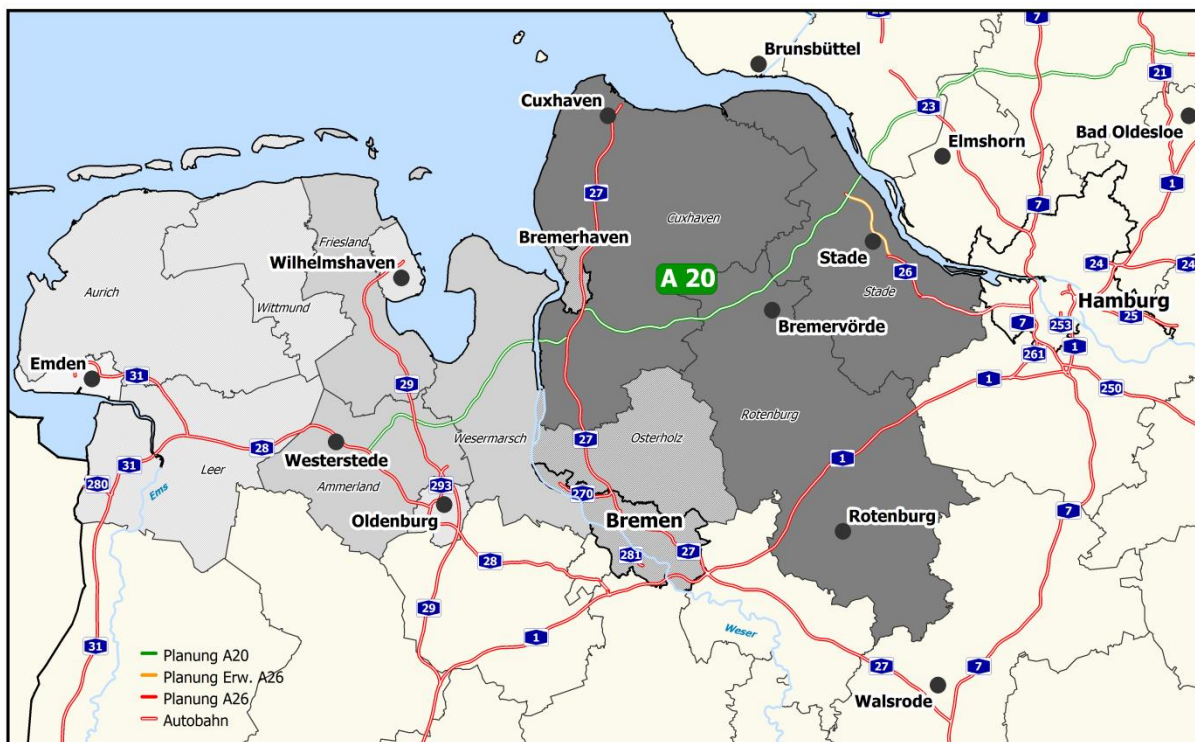 7
Brunsbüttel
21
Cuxhaven
23
Bad Oldesloe
Elmshorn
1
27
Cuxhaven
7
Friesland
Bremerhaven
Wilhelmshaven
Stade
24
24
Aurich
A 20
26
Wittmund
Stade
Hamburg
Bremervörde
7
253
25
1
261
Emden
31
29
1
250
Rotenburg
Wesermarsch
27
Osterholz
28
Westerstede
1
31
Leer
Ammerland
280
Ems
293
270
Oldenburg
Bremen
7
Rotenburg
281
27
28
29
Weser
1
31
Planung A20
Planung Erw. A26
Planung A26
Autobahn
27
7
Walsrode